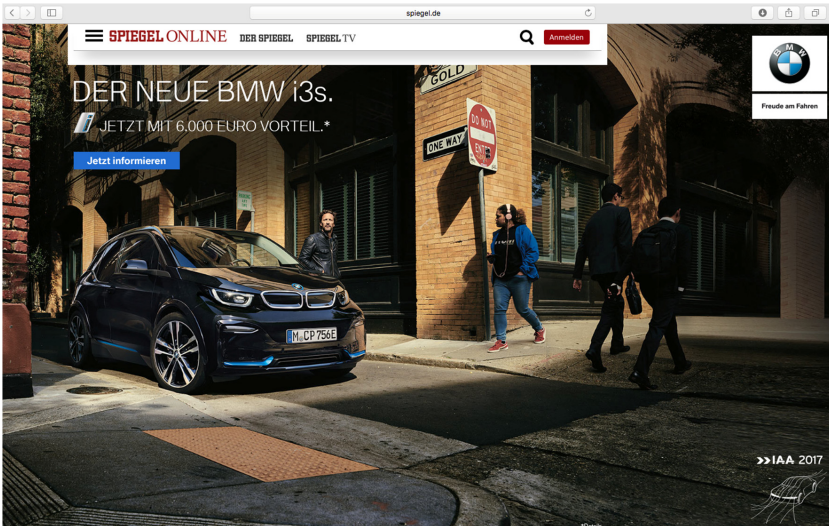 spiegel.de
SPIEGEL ONLINE DER SPIEGEL SPIEGEL TV
Anmelden
BMW
Freude am Fahren
DER NEUE BMW i3s.
JETZT MIT 6.000 EURO VORTEIL.*
Jetzt informieren
GOLD
DO NOT
ENTER
ONE WAY
M CP 756E
>>IAA 2017
*Details